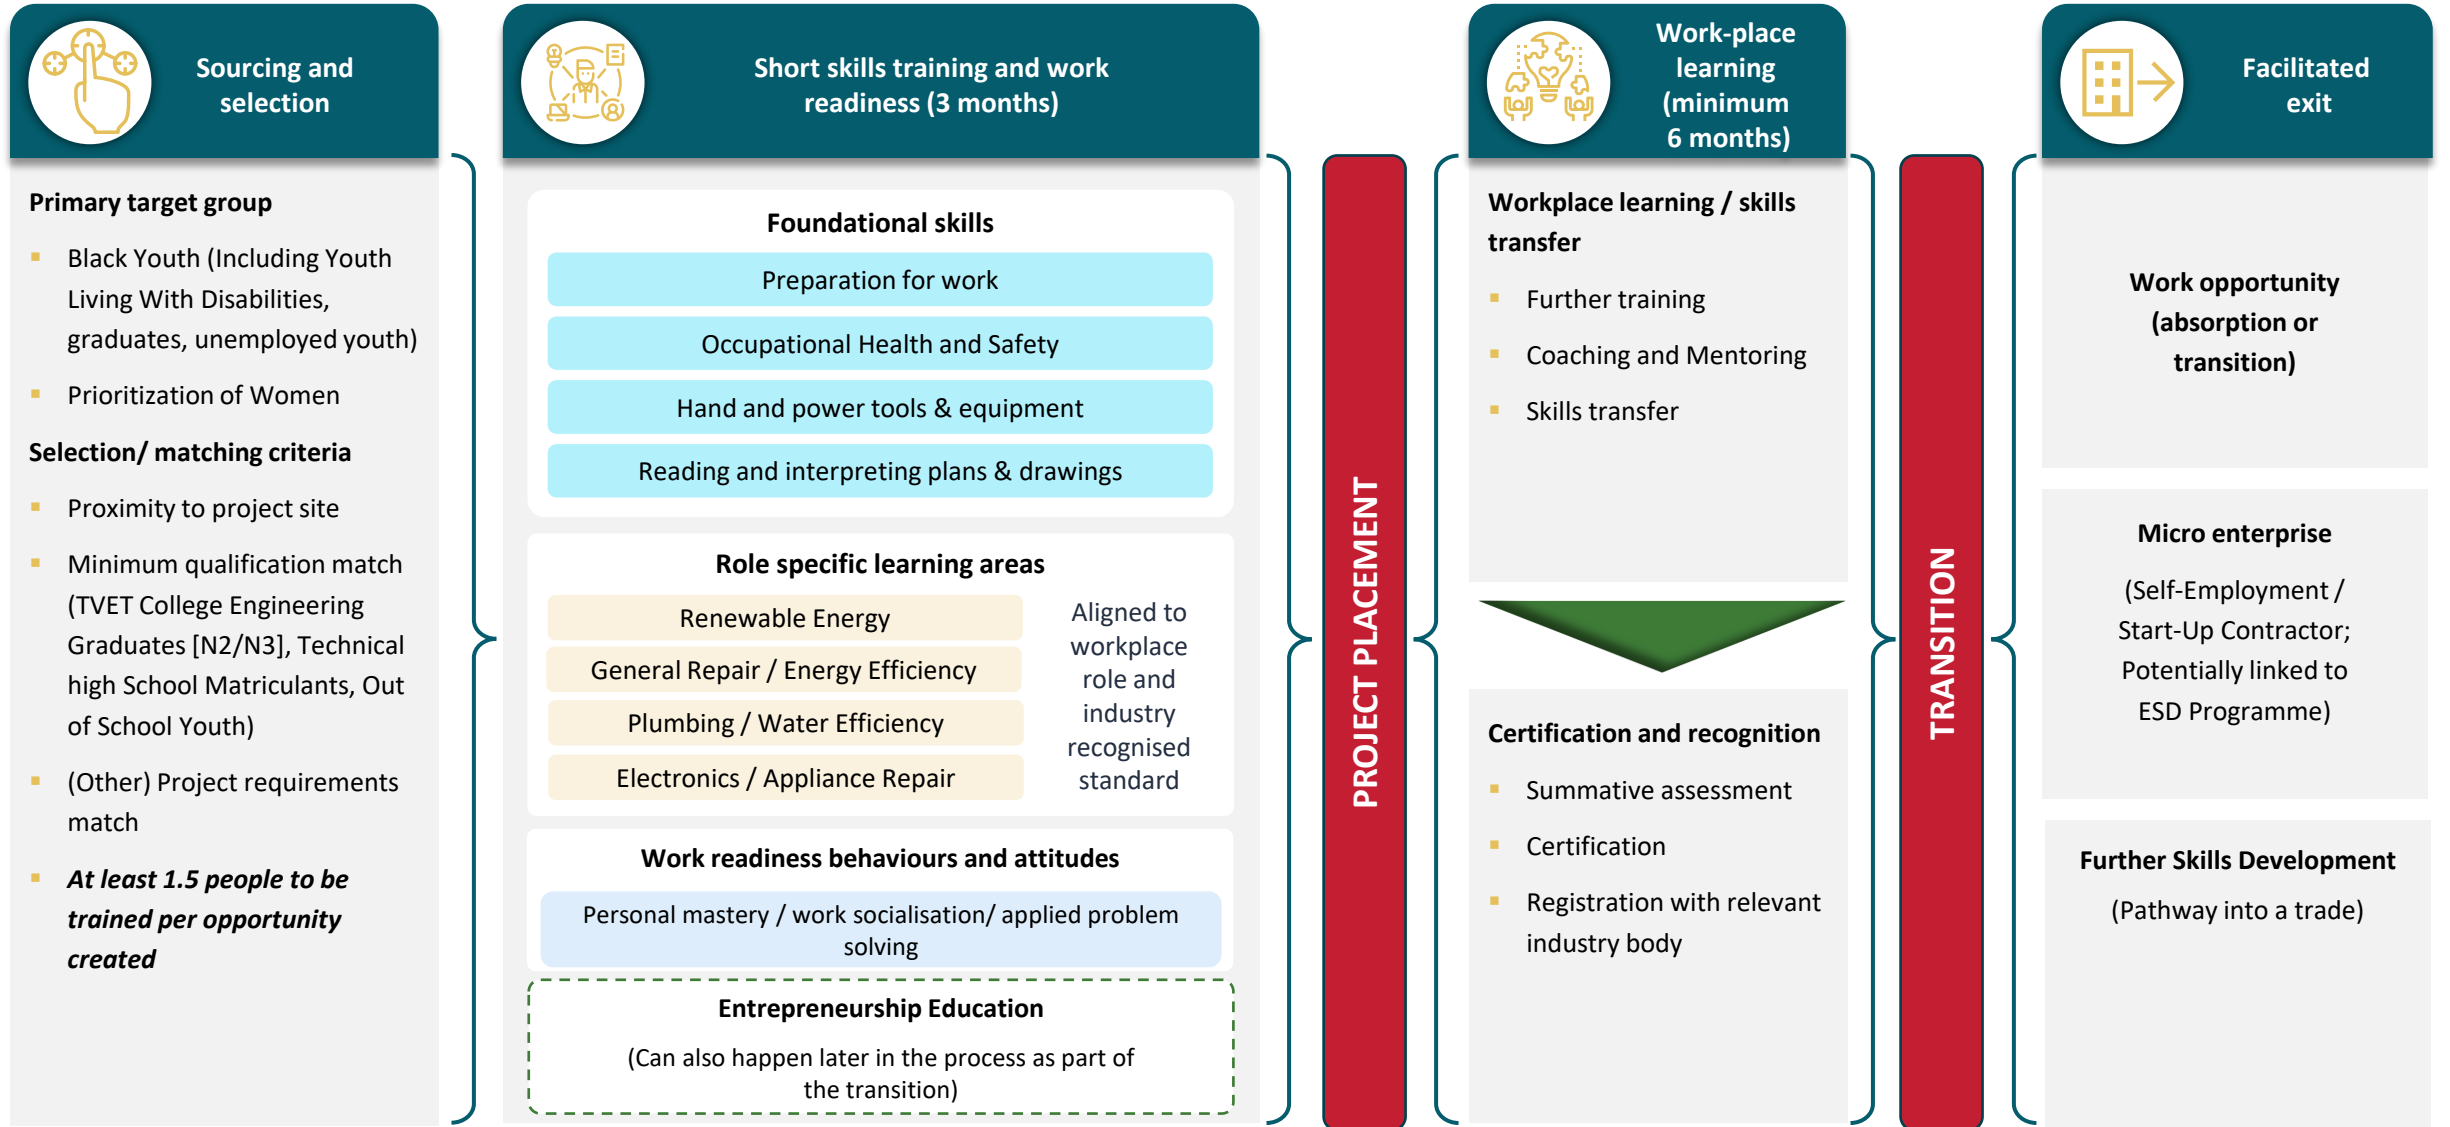 Sourcing and
selection
Primary target group
Black Youth (Including Youth
Living With Disabilities,
graduates, unemployed youth)
Prioritization of Women
Selection/ matching criteria
Proximity to project site
Minimum qualification match
(TVET College Engineering
Graduates [N2/N3], Technical
high School Matriculants, Out
of School Youth)
(Other) Project requirements
match
At least 1.5 people to be
trained per opportunity
created
Short skills training and work
readiness (3 months)
Foundational skills
Preparation for work
Occupational Health and Safety
Hand and power tools & equipment
Reading and interpreting plans & drawings
Role specific learning areas
Renewable Energy
General Repair / Energy Efficiency
Plumbing / Water Efficiency
Electronics / Appliance Repair
Aligned to
workplace
role and
industry
recognised
standard
Work readiness behaviours and attitudes
Personal mastery / work socialisation/ applied problem
solving
Entrepreneurship Education
(Can also happen later in the process as part of
the transition)
PROJECT PLACEMENT
Work-place
learning
(minimum
6 months)
Workplace learning / skills
transfer
Further training
Coaching and Mentoring
Skills transfer
Certification and recognition
Summative assessment
Certification
Registration with relevant
industry body
TRANSITION
Facilitated
exit
Work opportunity
(absorption or
transition)
Micro enterprise
(Self-Employment /
Start-Up Contractor;
Potentially linked to
ESD Programme)
Further Skills Development
(Pathway into a trade)